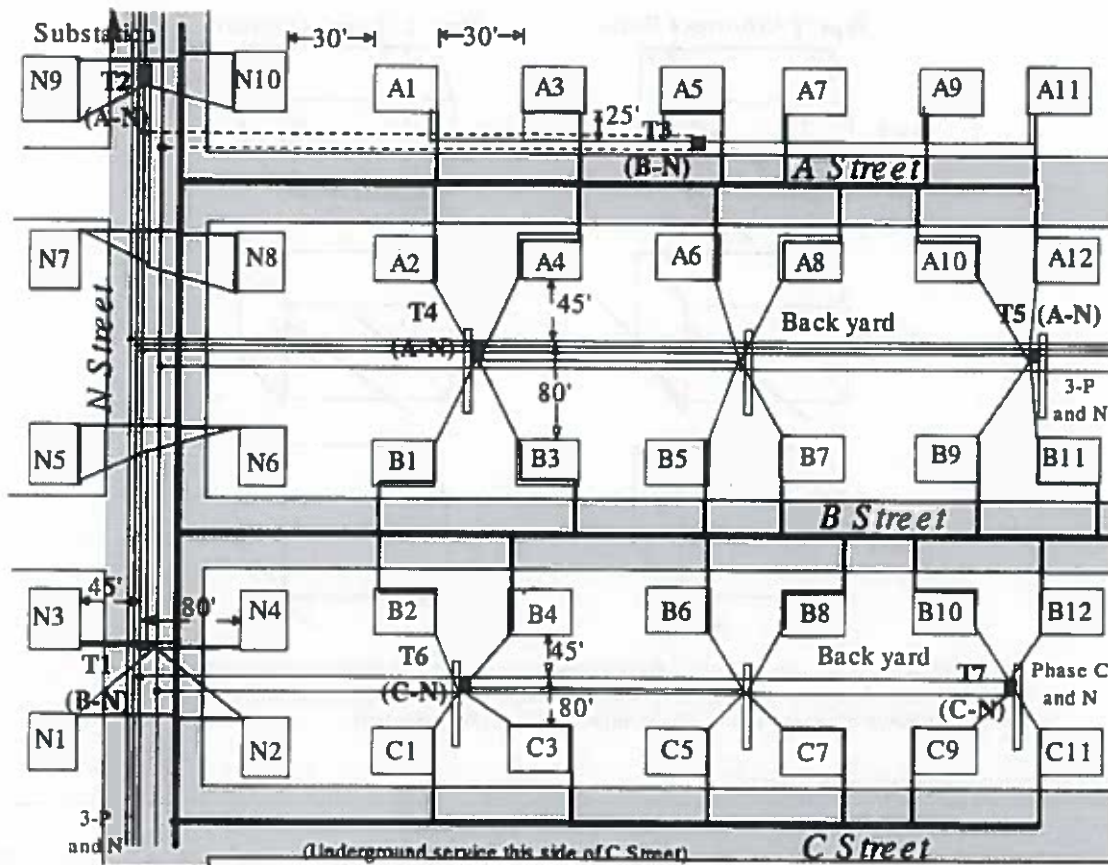 Substation
30'
30'
N9
T2
N10
A1
A3
A5
A7
A9
A11
(A-N)
25'
T3
(B-N)
A Street
N7
N8
A2
A4
A6
A8
A10
A12
T4
45'
T5 (A-N)
(A-N)
Back yard
N Street
80'
3-P
and N
N5
N6
B1
B3
B5
B7
B9
B11
B Street
45'
80'
N3
N4
B2
B4
B6
B8
B10
B12
T1
T6
45'
Back yard
T7
Phase C
and N
(B-N)
(C-N)
80'
(C-N)
N1
N2
C1
C3
C5
C7
C9
C11
3-P
and N
(Underground service this side of C Street)
C Street